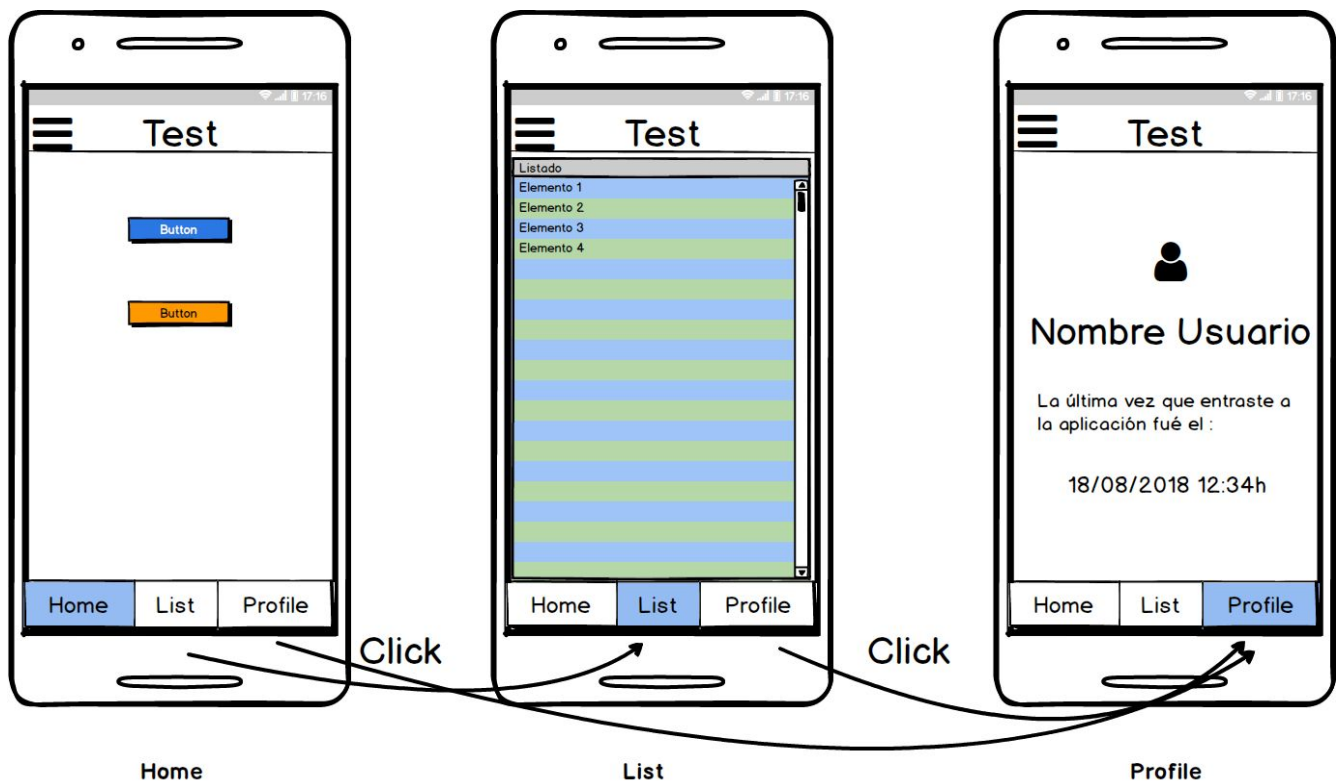 17:16
Test
Button
Button
Home List Profile
Click
Home
17:16
Test
Listado
Elemento 1
Elemento 2
Elemento 3
Elemento 4
Home List Profile
Click
List
17:16
Test
Nombre Usuario
La última vez que entraste a
la aplicación fué el :
18/08/2018 12:34h
Home List Profile
Profile